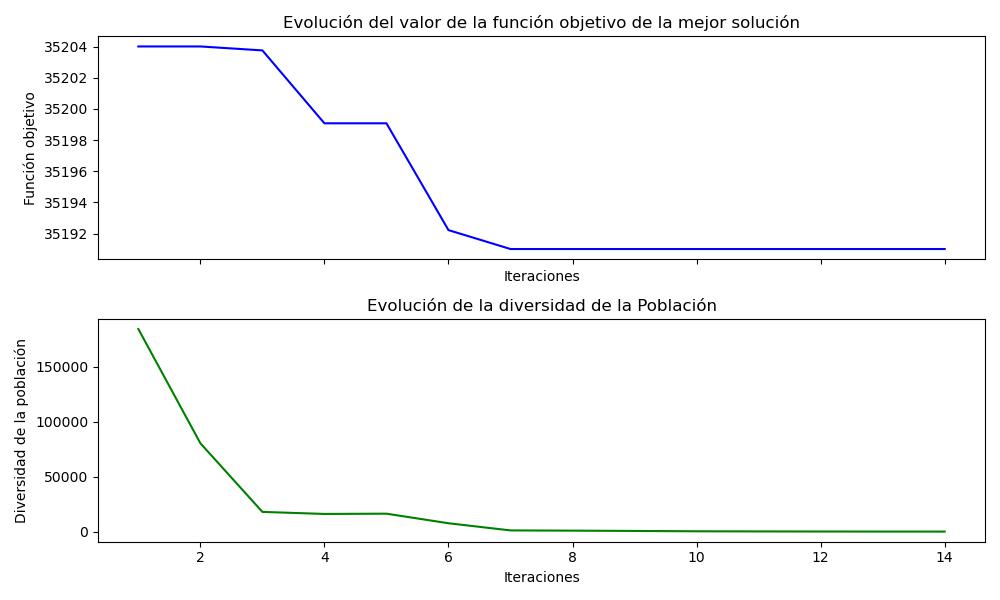 Evolución del valor de la función objetivo de la mejor solución
35204
35202
35200
35198
35196
35194
35192
Función objetivo
Iteraciones
Evolución de la diversidad de la Población
150000
100000
50000
0
Diversidad de la población
2 4 6 8 10 12 14
Iteraciones